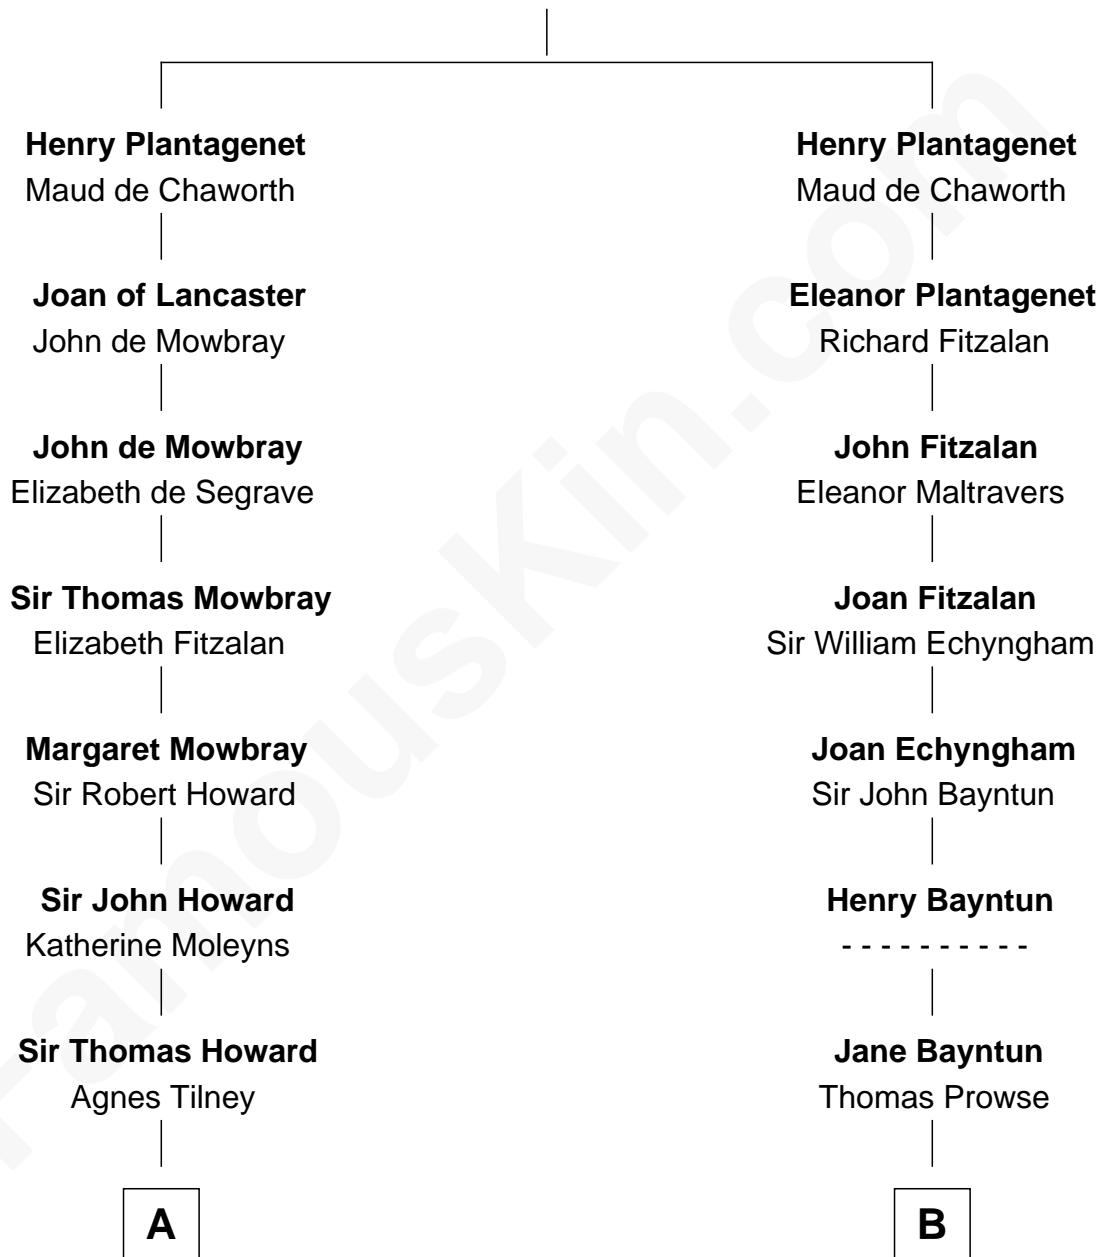 Henry Plantagenet
Maud de Chaworth
Joan of Lancaster
John de Mowbray
John de Mowbray
Elizabeth de Segrave
Sir Thomas Mowbray
Elizabeth Fitzalan
Margaret Mowbray
Sir Robert Howard
Sir John Howard
Katherine Moleyns
Sir Thomas Howard
Agnes Tilney
A
Henry Plantagenet
Maud de Chaworth
Eleanor Plantagenet
Richard Fitzalan
John Fitzalan
Eleanor Maltravers
Joan Fitzalan
Sir William Echyngham
Joan Echyngham
Sir John Bayntun
Henry Bayntun
- - - - - - - - - -
Jane Bayntun
Thomas Prowse
B
FamousKin.com